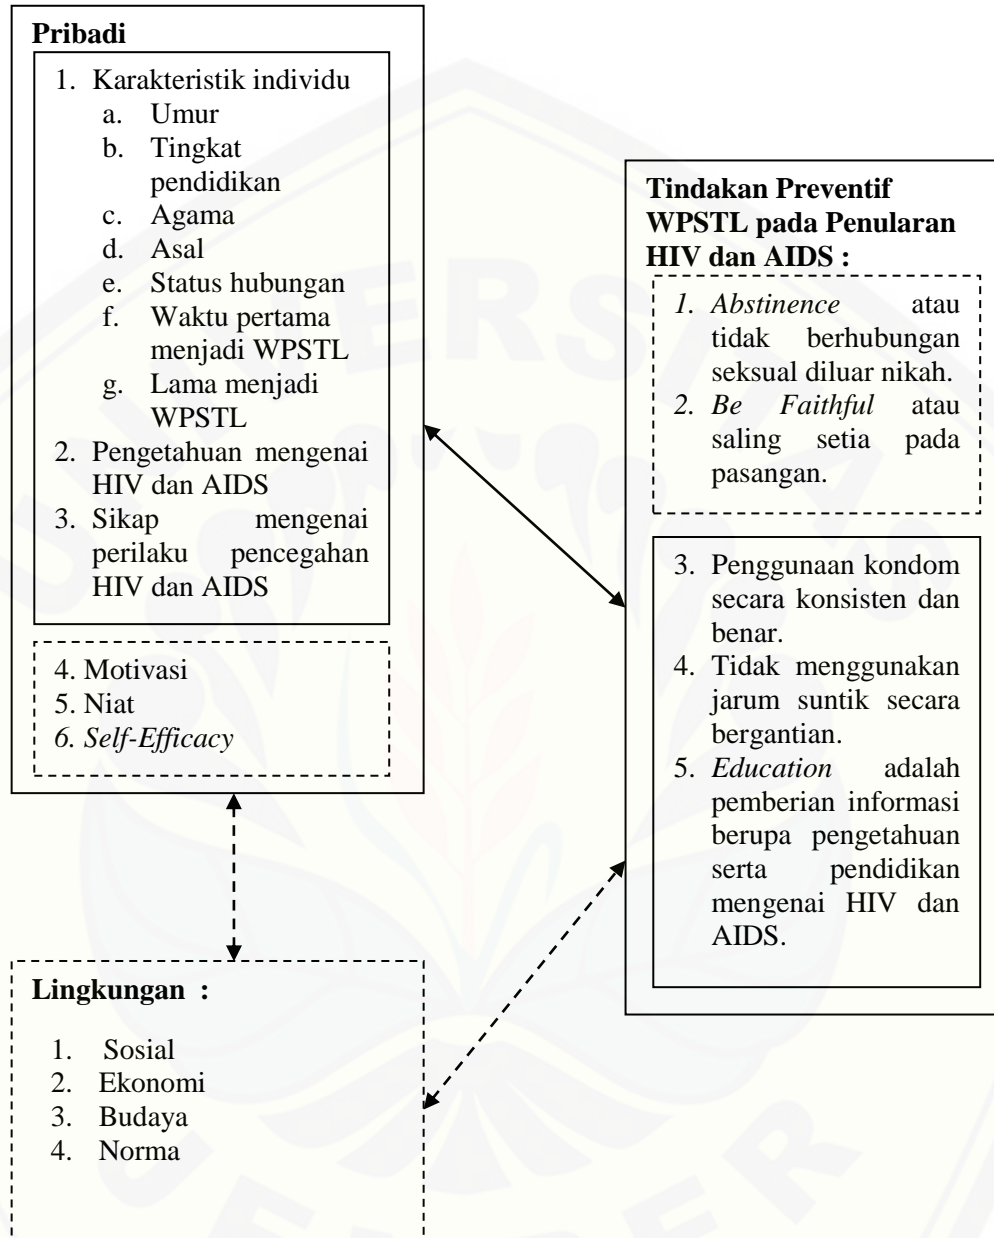 Pribadi
1. Karakteristik individu
a. Umur
b. Tingkat
pendidikan
c. Agama
d. Asal
e. Status hubungan
f. Waktu pertama
menjadi WPSTL
g. Lama menjadi
WPSTL
2. Pengetahuan mengenai
HIV dan AIDS
3. Sikap mengenai
perilaku pencegahan
HIV dan AIDS
4. Motivasi
5. Niat
6. Self-Efficacy
Lingkungan :
1. Sosial
2. Ekonomi
3. Budaya
4. Norma
Tindakan Preventif
WPSTL pada Penularan
HIV dan AIDS :
1. Abstinence atau
tidak berhubungan
seksual diluar nikah.
2. Be Faithful atau
saling setia pada
pasangan.
3. Penggunaan kondom
secara konsisten dan
benar.
4. Tidak menggunakan
jarum suntik secara
bergantian.
5. Education adalah
pemberian informasi
berupa pengetahuan
serta pendidikan
mengenai HIV dan
AIDS.
UNIVERSITAS
JEMBER